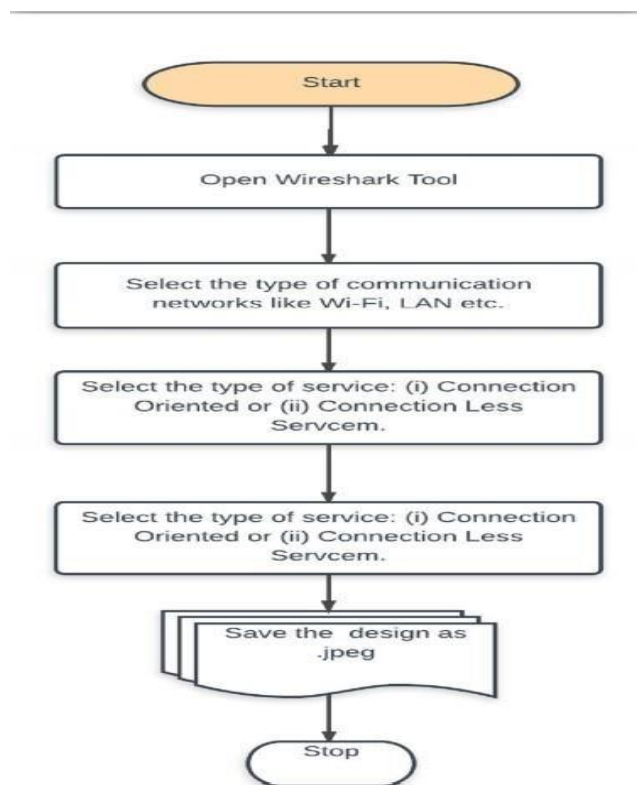 Start
Open Wireshark Tool
Select the type of communication
networks like Wi-Fi, LAN etc.
Select the type of service: (i) Connection
Oriented or (ii) Connection Less
Servcem.
Select the type of service: (i) Connection
Oriented or (ii) Connection Less
Servcem.
Save the design as
.jpeg
Stop